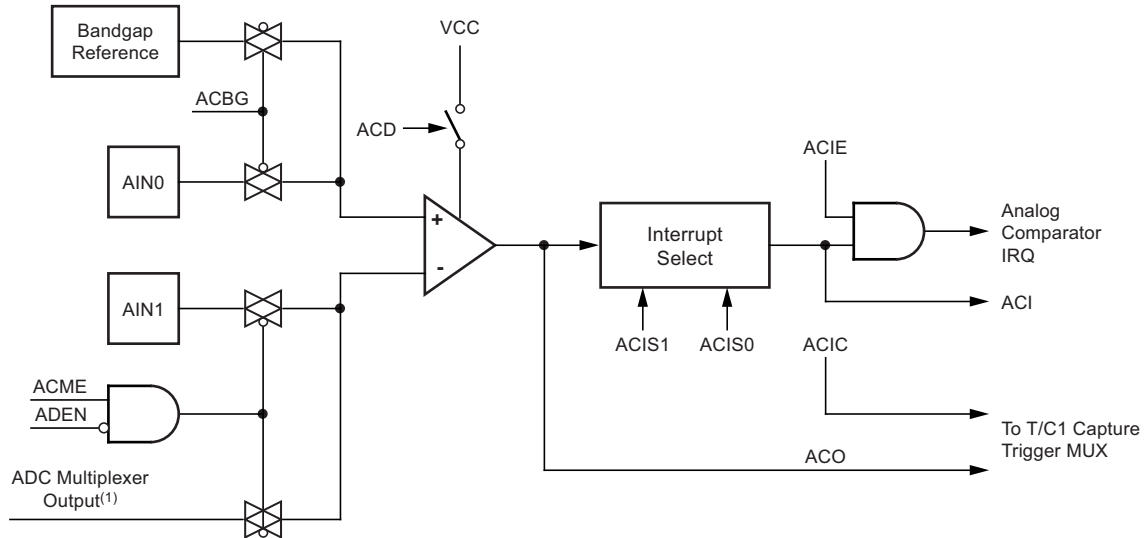 Bandgap
Reference
VCC
ACBG
ACD
AIN0
ACIE
+
Interrupt
Select
Analog
Comparator
IRQ
-
AIN1
ACI
ACIS1
ACIS0
ACIC
ACME
ADEN
To T/C1 Capture
Trigger MUX
ACO
ADC Multiplexer
Output(1)